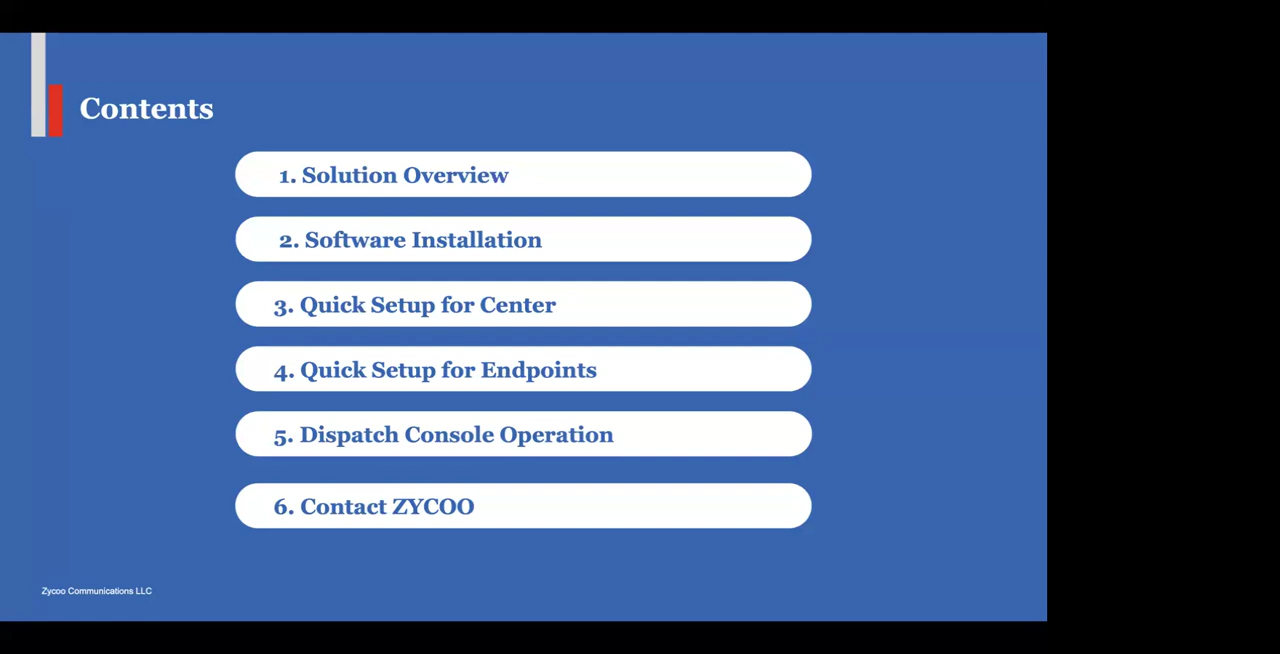 Contents
1. Solution Overview
2. Software Installation
3. Quick Setup for Center
4. Quick Setup for Endpoints
5. Dispatch Console Operation
6. Contact ZYCOO
Zycoo Communications LLC